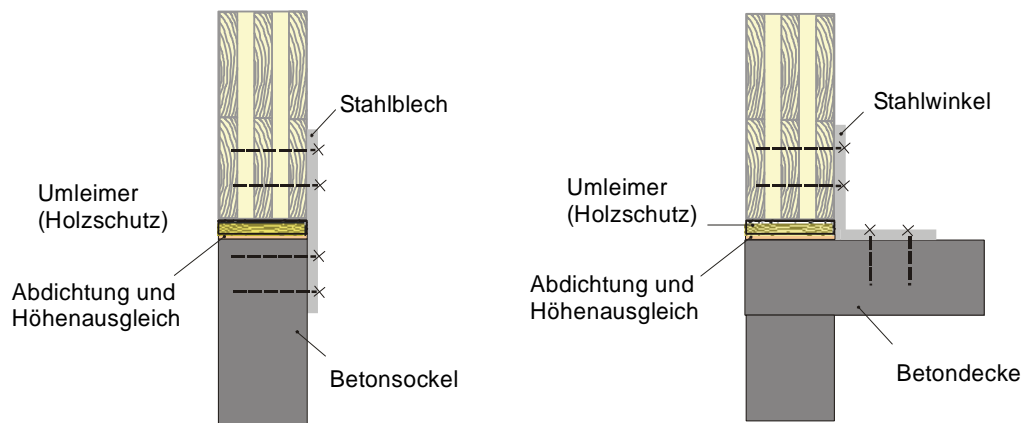 Stahlblech
Umleimer
(Holzschutz)
Abdichtung und
Höhenausgleich
Betonsockel
Stahlwinkel
Umleimer
(Holzschutz)
Abdichtung und
Höhenausgleich
Betondecke